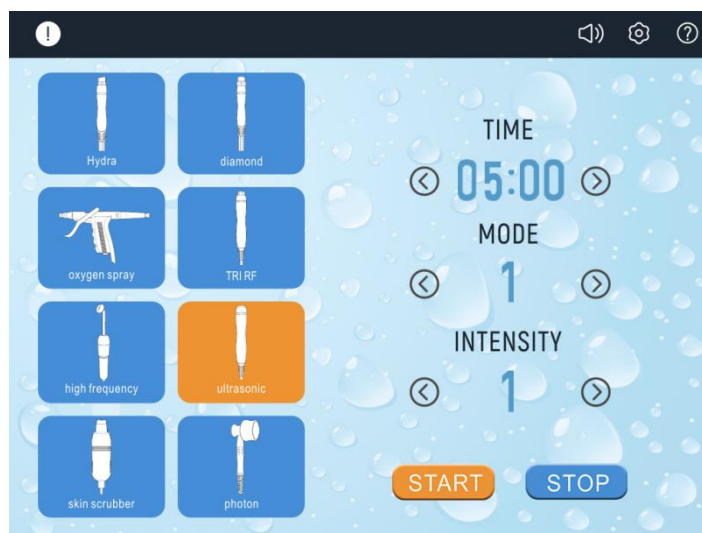 Hydra
diamond
oxygen spray
TRI RF
high frequency
ultrasonic
skin scrubber
photon
TIME
05:00
MODE
1
INTENSITY
1
START
STOP